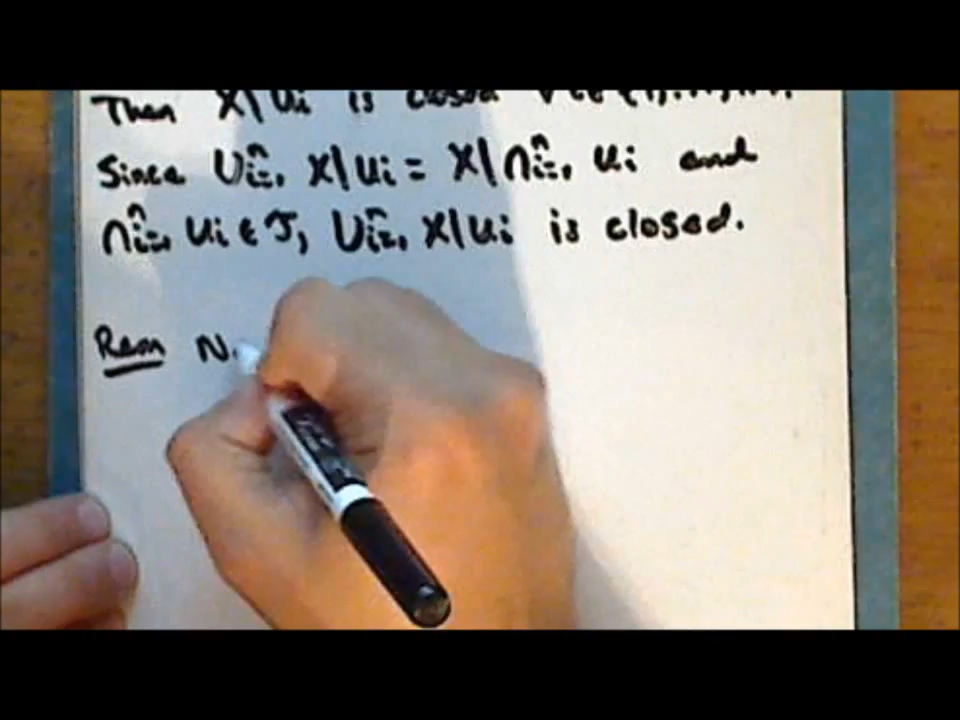 Then X\Ui is closed ∀i∈{1,...,n}.
Since ∪ⁿᵢ₌₁ X\Ui = X\∩ⁿᵢ₌₁ Ui and
∩ⁿᵢ₌₁ Ui ∈ T, ∪ⁿᵢ₌₁ X\Ui is closed.
Rem N